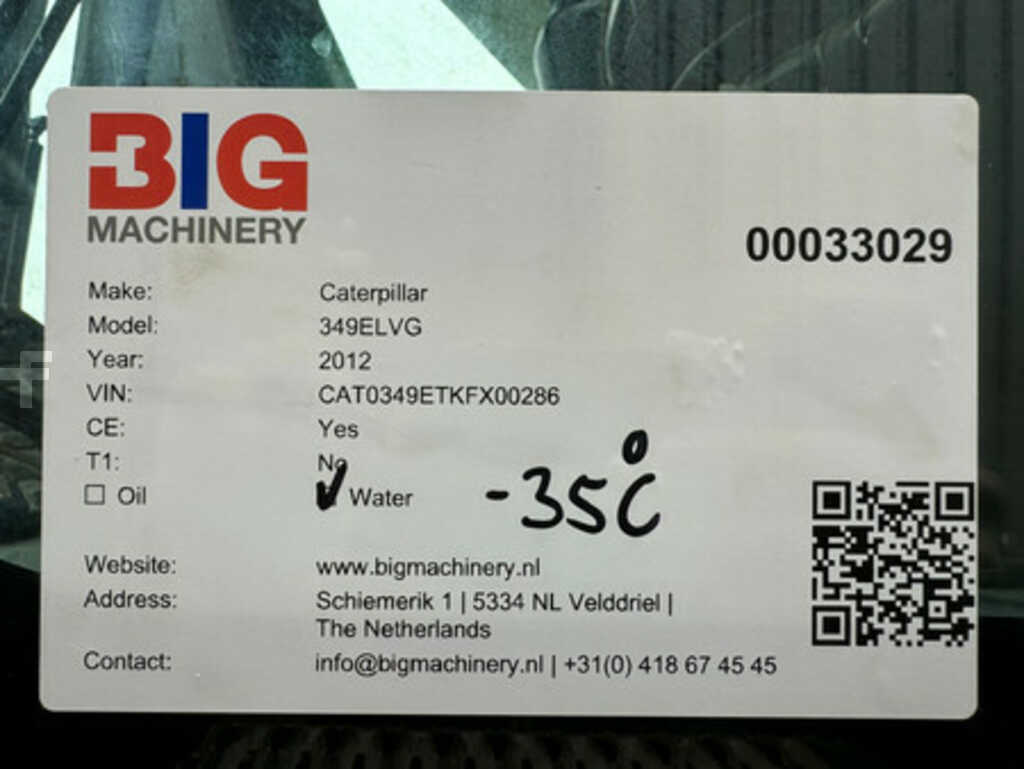 BIG
MACHINERY
00033029
Make: Caterpillar
Model: 349ELVG
Year: 2012
VIN: CAT0349ETKFX00286
CE: Yes
T1: No
☐ Oil ✔ Water -35°C
Website: www.bigmachinery.nl
Address: Schiemerik 1 | 5334 NL Velddriel |
The Netherlands
Contact: info@bigmachinery.nl | +31(0) 418 67 45 45